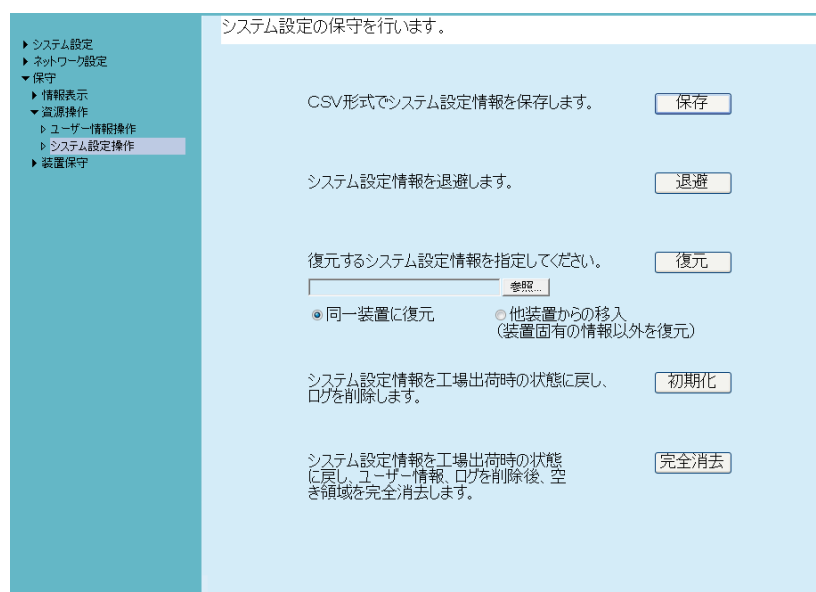 システム設定の保守を行います。
システム設定
ネットワーク設定
保守
情報表示
資源操作
ユーザー情報操作
システム設定操作
装置保守
CSV形式でシステム設定情報を保存します。 保存
システム設定情報を退避します。 退避
復元するシステム設定情報を指定してください。 復元
参照...
同一装置に復元 他装置からの移入
(装置固有の情報以外を復元)
システム設定情報を工場出荷時の状態に戻し、 初期化
ログを削除します。
システム設定情報を工場出荷時の状態 完全消去
に戻し、ユーザー情報、ログを削除後、空
き領域を完全消去します。